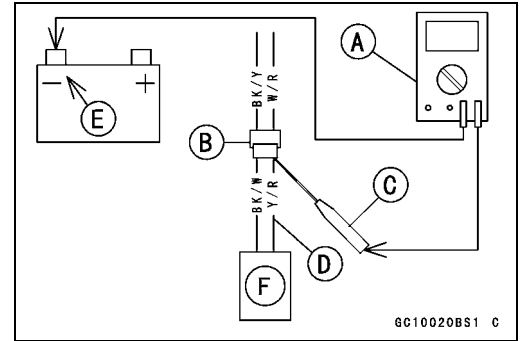 A
BK/Y
W/R
− +
E
B
C
BK/W
Y/R
D
F
GC10020BS1 C